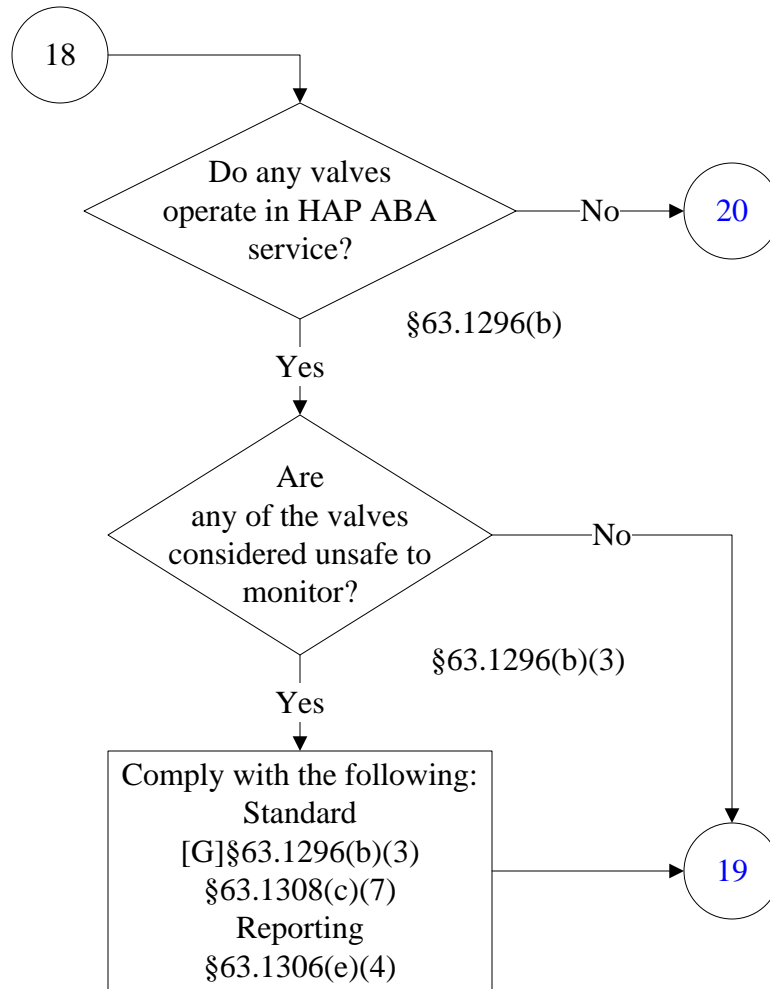 18
Do any valves
operate in HAP ABA
service?
No
20
§63.1296(b)
Yes
Are
any of the valves
considered unsafe to
monitor?
No
§63.1296(b)(3)
Yes
Comply with the following:
Standard
[G]§63.1296(b)(3)
§63.1308(c)(7)
Reporting
§63.1306(e)(4)
19